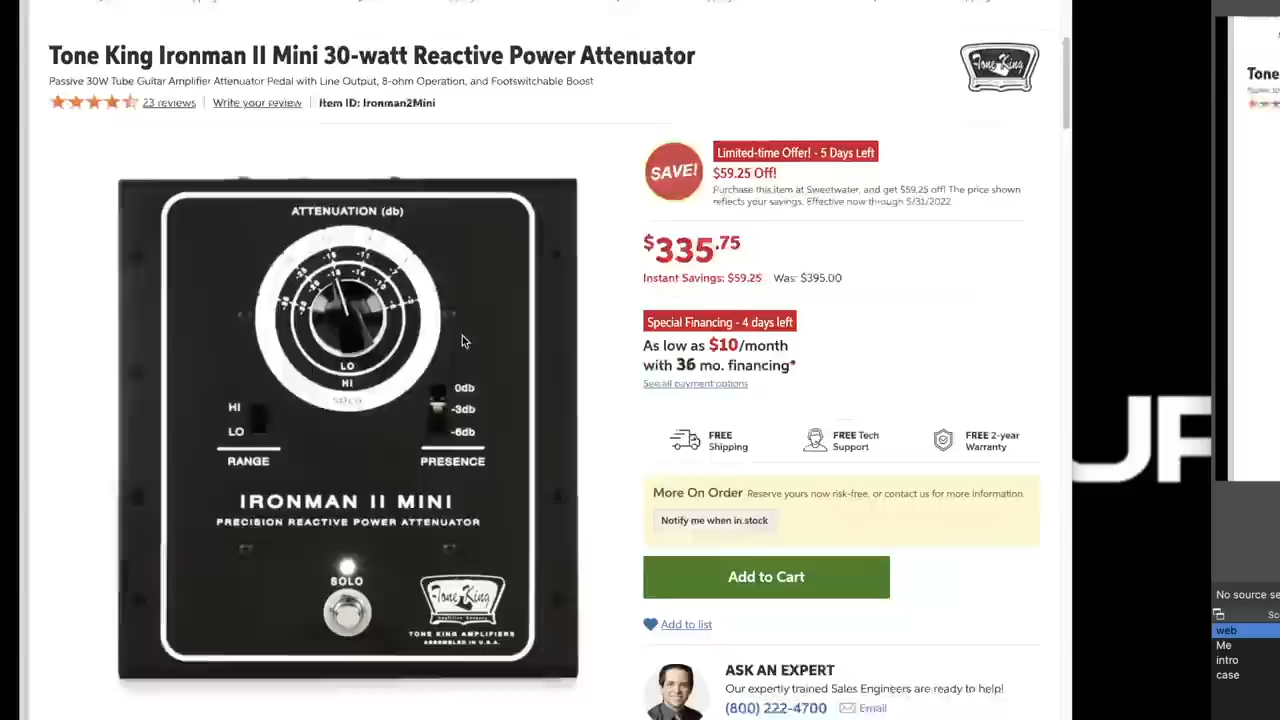 Tone King Ironman II Mini 30-watt Reactive Power Attenuator
Passive 30W Tube Guitar Amplifier Attenuator Pedal with Line Output, 8-ohm Operation, and Footswitchable Boost
23 reviews | Write your review | Item ID: Ironman2Mini
Tone King
Tone
ATTENUATION (db)
LO
HI
SOLO
HI
LO
RANGE
0db
-3db
-6db
PRESENCE
IRONMAN II MINI
PRECISION REACTIVE POWER ATTENUATOR
SOLO
Tone King
TONE KING AMPLIFIERS
ASSEMBLED IN U.S.A.
SAVE!
Limited-time Offer! - 5 Days Left
$59.25 Off!
Purchase this item at Sweetwater, and get $59.25 off! The price shown
reflects your savings. Effective now through 5/31/2022.
$335.75
Instant Savings: $59.25 Was: $395.00
Special Financing - 4 days left
As low as $10/month
with 36 mo. financing*
See all payment options
FREE
Shipping
FREE Tech
Support
FREE 2-year
Warranty
More On Order Reserve yours now risk-free, or contact us for more information.
Notify me when in stock
Add to Cart
Add to list
ASK AN EXPERT
Our expertly trained Sales Engineers are ready to help!
(800) 222-4700 Email
UF
No source se
Sc
web
Me
intro
case